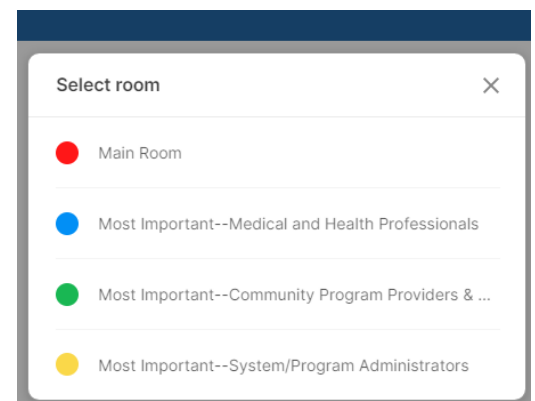 Select room
Main Room
Most Important--Medical and Health Professionals
Most Important--Community Program Providers & ...
Most Important--System/Program Administrators